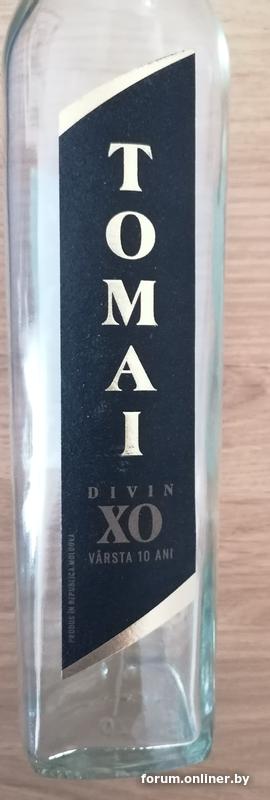 TOMAI
DIVIN
XO
VÂRSTA 10 ANI
PRODUS ÎN REPUBLICA MOLDOVA
forum.onliner.by